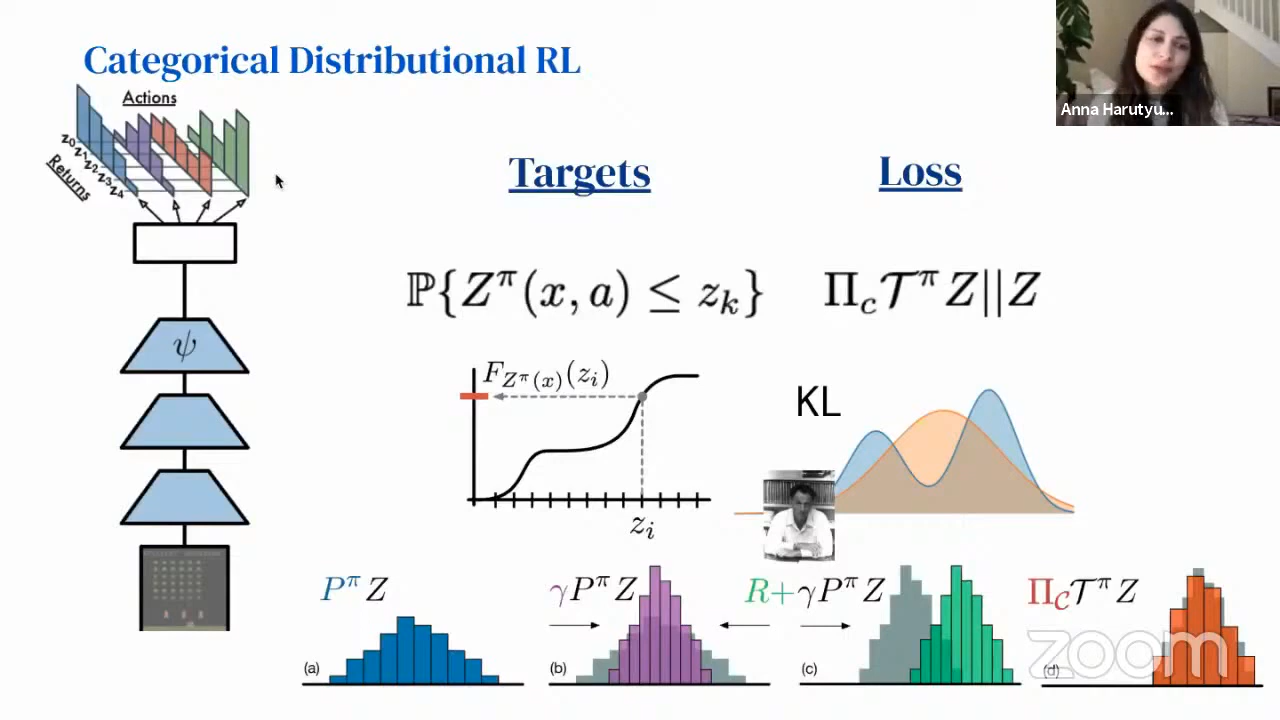 Categorical Distributional RL
Anna Harutyu...
Actions
z₀ z₁ z₂ z₃ z₄
Returns
Targets
Loss
ψ
ℙ{Z^π(x, a) ≤ z_k}
Π_c 𝒯^π Z||Z
F_{Z^π(x)}(z_i)
z_i
KL
P^π Z
γP^π Z
R+γP^π Z
Π_𝒞 𝒯^π Z
(a)
(b)
(c)
(d)
zoom